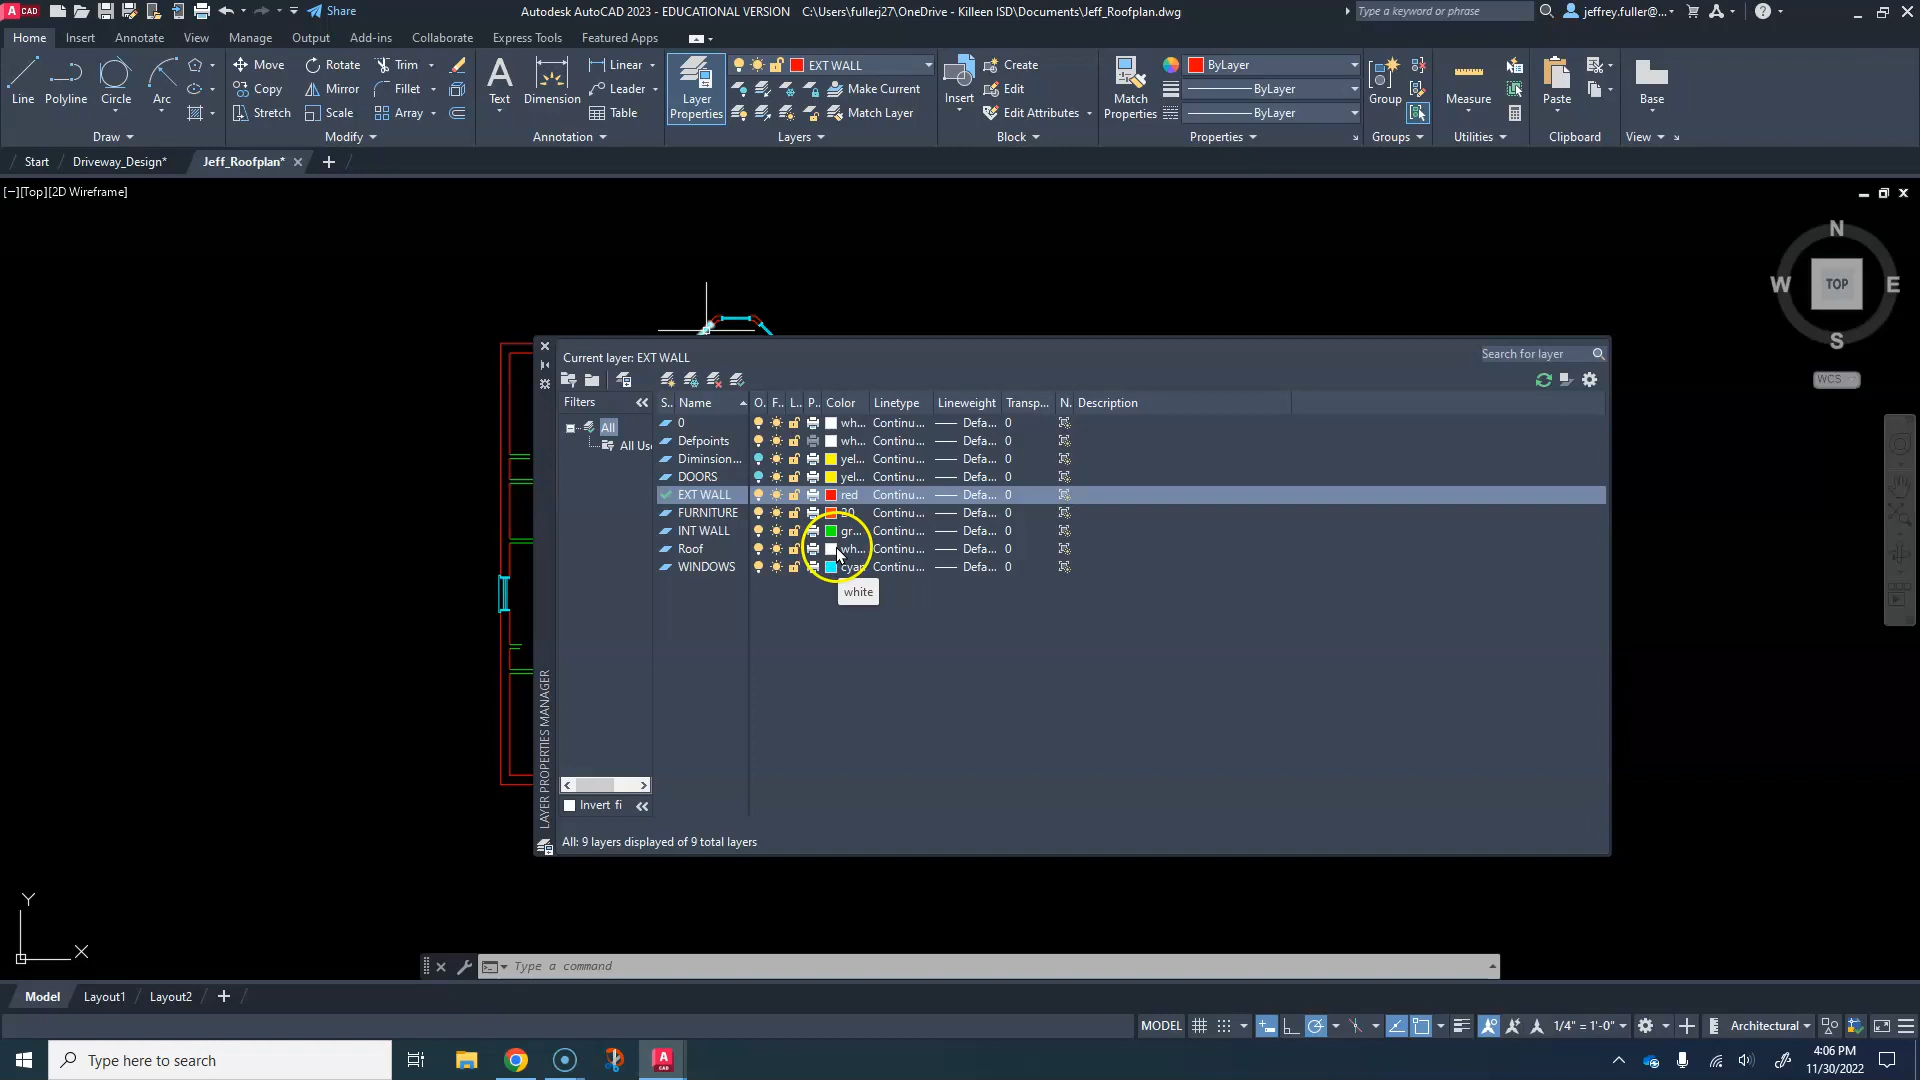 CAD
Share
Autodesk AutoCAD 2023 - EDUCATIONAL VERSION C:\Users\fullerj27\OneDrive - Killeen ISD\Documents\Jeff_Roofplan.dwg
Type a keyword or phrase
jeffrey.fuller@...
Home Insert Annotate View Manage Output Add-ins Collaborate Express Tools Featured Apps
Line Polyline Circle Arc
Move Rotate Trim
Copy Mirror Fillet
Stretch Scale Array
Text Dimension
Linear
Leader
Table
Layer Properties
EXT WALL
Make Current
Match Layer
Insert
Create
Edit
Edit Attributes
Match Properties
ByLayer
ByLayer
ByLayer
Group
Measure
Paste
Base
Draw Modify Annotation Layers Block Properties Groups Utilities Clipboard View
Start Driveway_Design* Jeff_Roofplan*
[−][Top][2D Wireframe]
N
W TOP E
S
WCS
Current layer: EXT WALL
Search for layer
Filters
All
All Use
S.. Name O. F.. L.. P.. Color Linetype Lineweight Transp... N. Description
0 wh... Continu... Defa... 0
Defpoints wh... Continu... Defa... 0
Diminsion... yel... Continu... Defa... 0
DOORS yel... Continu... Defa... 0
EXT WALL red Continu... Defa... 0
FURNITURE 20 Continu... Defa... 0
INT WALL gr... Continu... Defa... 0
Roof wh... Continu... Defa... 0
WINDOWS cyan Continu... Defa... 0
white
LAYER PROPERTIES MANAGER
Invert fi
All: 9 layers displayed of 9 total layers
Y
X
Type a command
Model Layout1 Layout2
MODEL 1/4" = 1'-0" Architectural
Type here to search
CAD
4:06 PM
11/30/2022